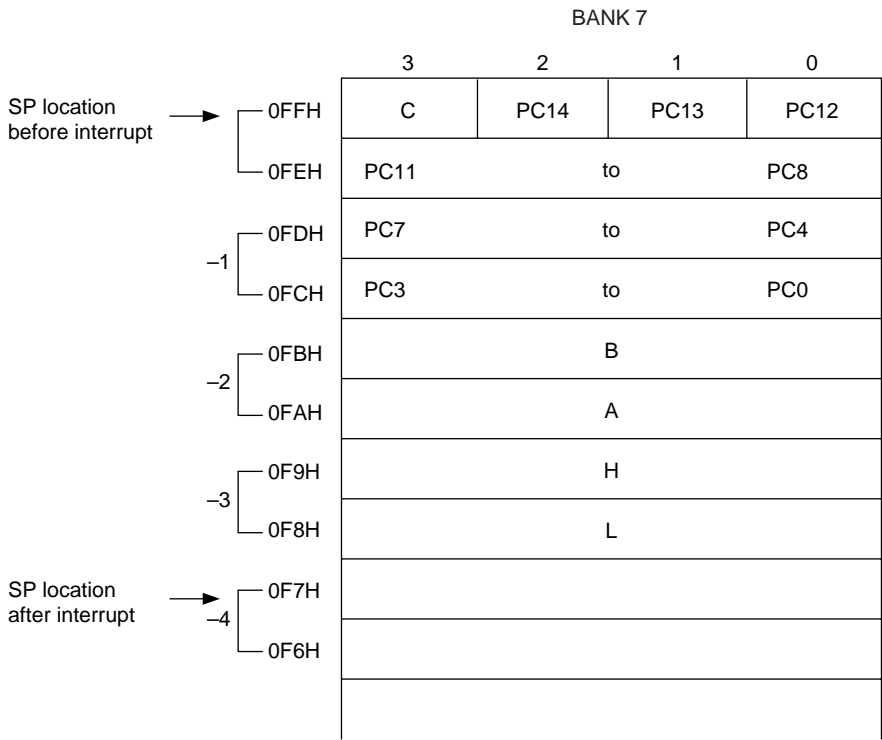 BANK 7
3 2 1 0
SP location
before interrupt
0FFH C PC14 PC13 PC12
0FEH PC11 to PC8
–1
0FDH PC7 to PC4
0FCH PC3 to PC0
–2
0FBH B
0FAH A
–3
0F9H H
0F8H L
SP location
after interrupt
–4
0F7H
0F6H